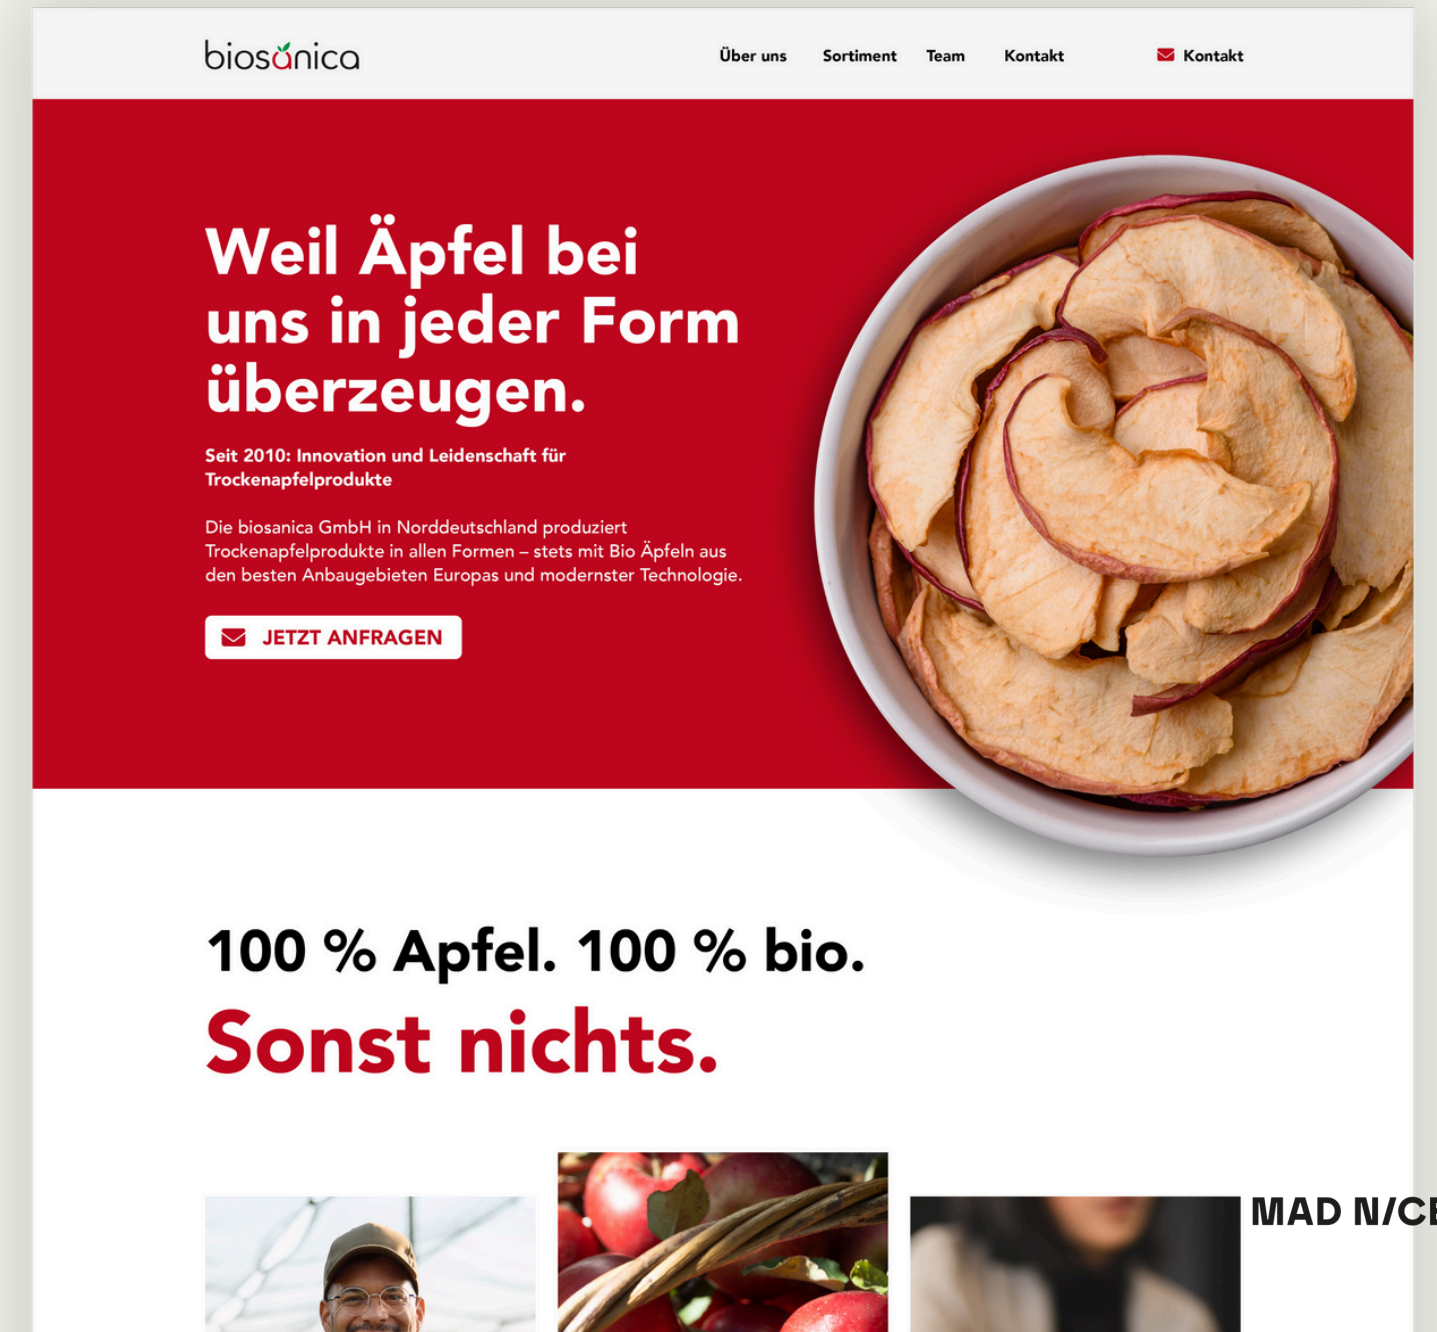 biosanica
Über uns Sortiment Team Kontakt Kontakt
Weil Äpfel bei
uns in jeder Form
überzeugen.
Seit 2010: Innovation und Leidenschaft für
Trockenapfelprodukte
Die biosanica GmbH in Norddeutschland produziert
Trockenapfelprodukte in allen Formen – stets mit Bio Äpfeln aus
den besten Anbaugebieten Europas und modernster Technologie.
JETZT ANFRAGEN
100 % Apfel. 100 % bio.
Sonst nichts.
MAD